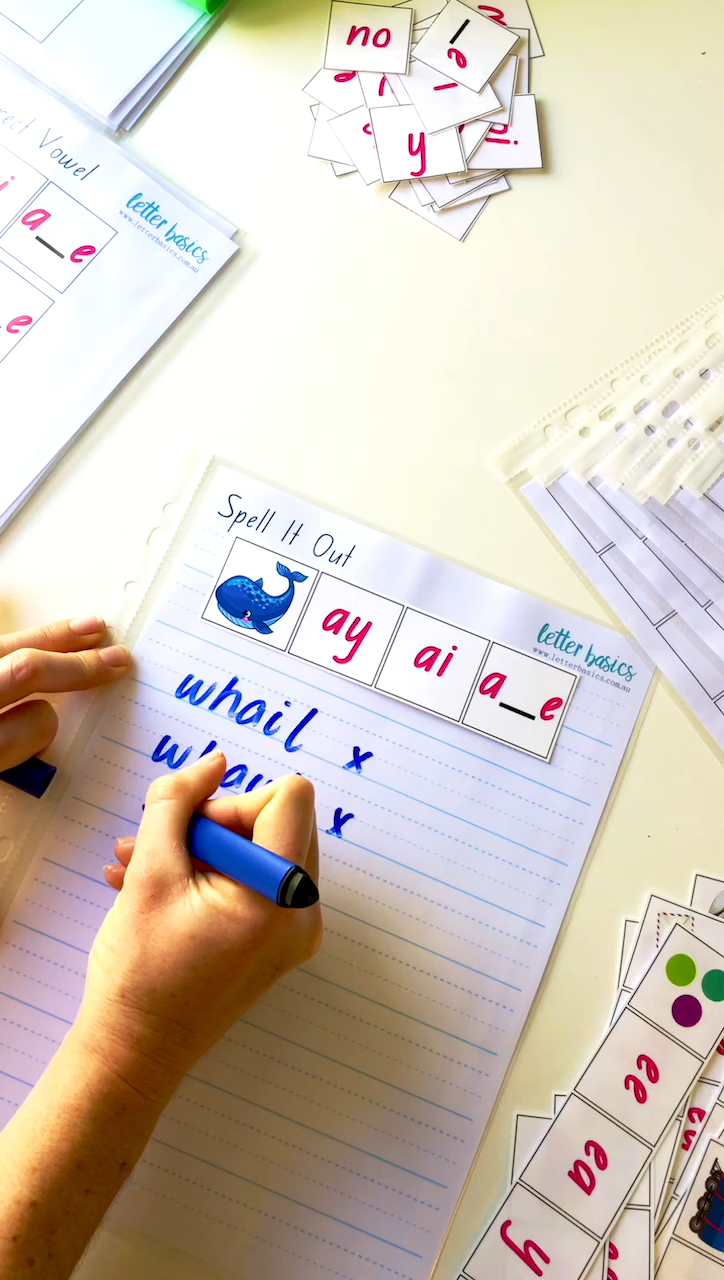 no
y
Vowel
a_e
e
letter basics
www.letterbasics.com.au
Spell It Out
ay ai a_e
letter basics
www.letterbasics.com.au
whail x
x
ee
ea
y